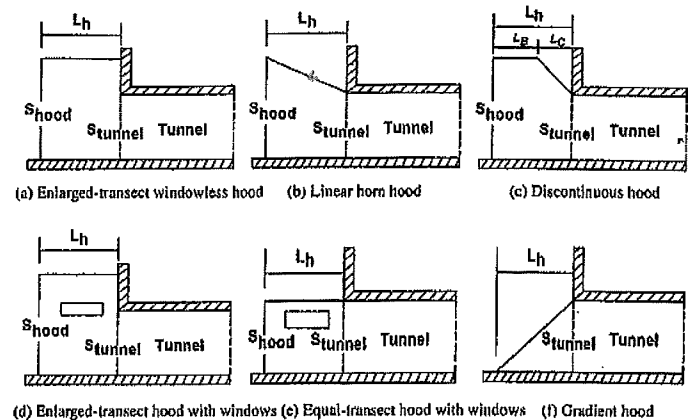 Lh
Shood
Stunnel
Tunnel
(a) Enlarged-transect windowless hood
Lh
Stunnel
Shood
Tunnel
(b) Linear horn hood
Lh
LB
LC
Shood
Stunnel
Tunnel
(c) Discontinuous hood
Lh
Shood
Stunnel
Tunnel
(d) Enlarged-transect hood with windows
Lh
Shood
Stunnel
Tunnel
(e) Equal-transect hood with windows
Lh
Stunnel
Tunnel
(f) Gradient hood